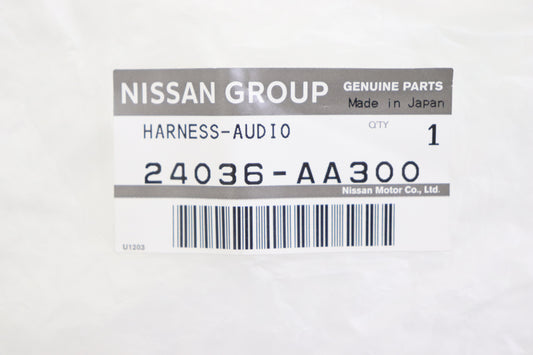 NISSAN GROUP GENUINE PARTS
Made in Japan
HARNESS-AUDIO Q'TY 1
24036-AA300
Nissan Motor Co., Ltd.
U1203